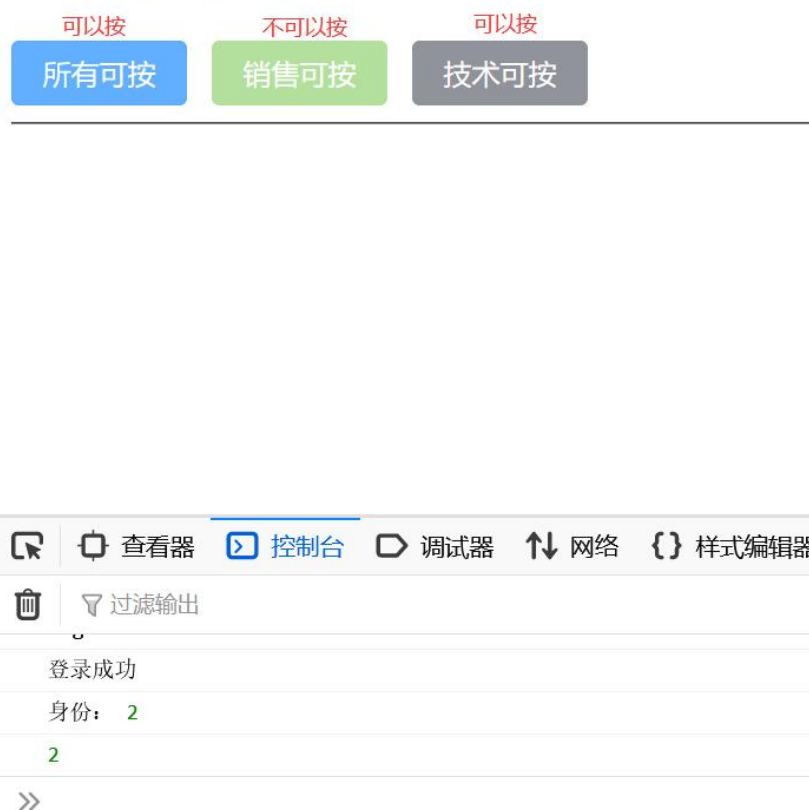 可以按 不可以按 可以按
所有可按 销售可按 技术可按
查看器 控制台 调试器 网络 {} 样式编辑器
过滤输出
登录成功
身份： 2
2